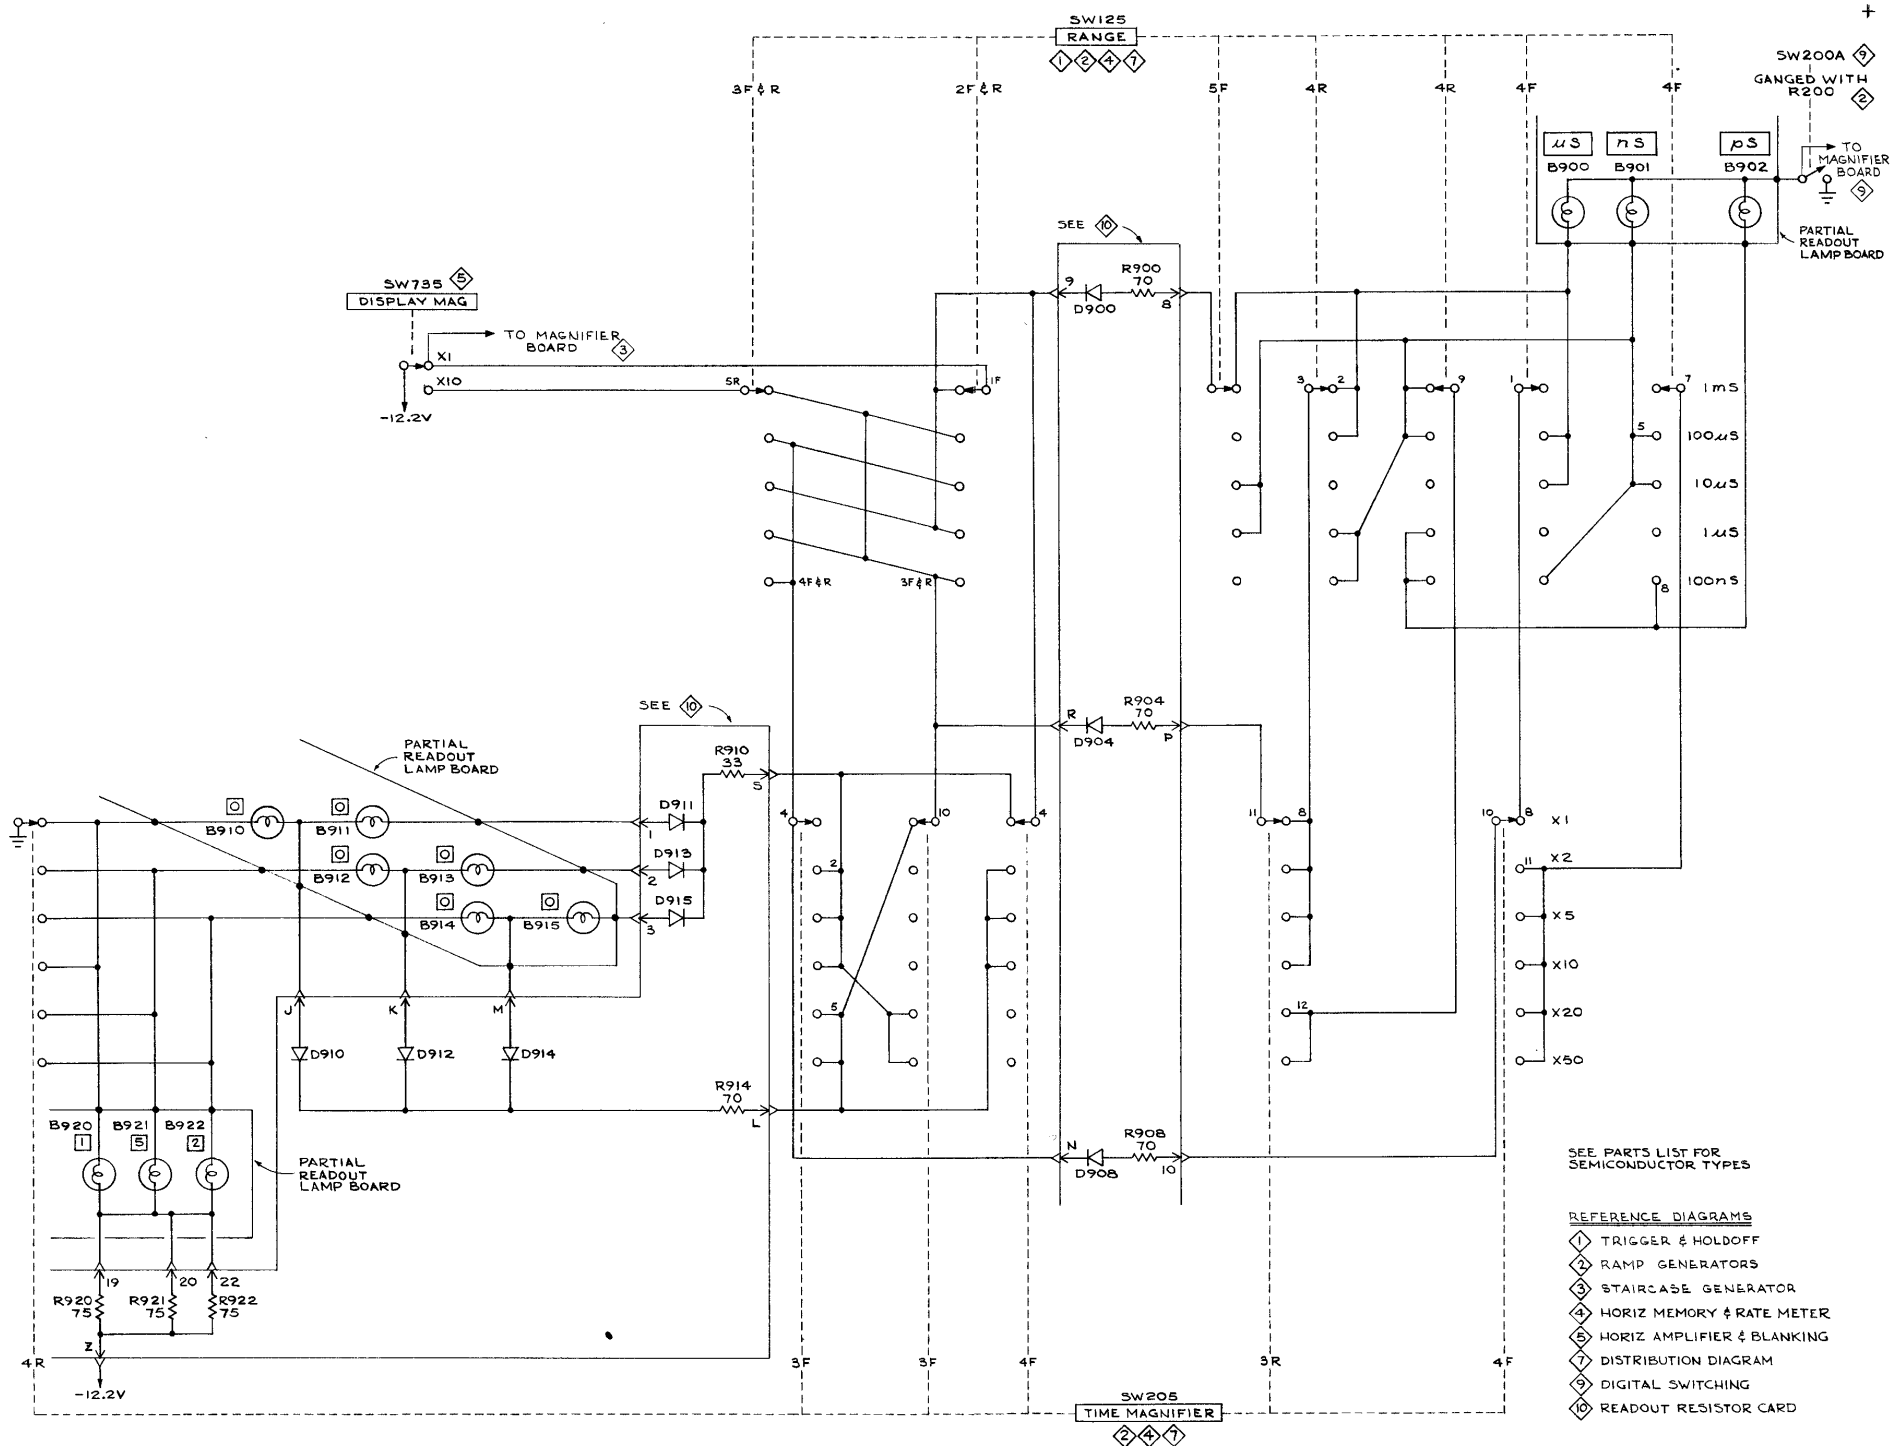 SW125
RANGE
1 2 4 7
3F & R
2F & R
5F
4R
4R
4F
4F
SW200A 9
GANGED WITH
R200 2
µS
nS
pS
B900
B901
B902
TO
MAGNIFIER
BOARD
9
PARTIAL
READOUT
LAMP BOARD
SEE 10
SW735 5
DISPLAY MAG
X1
TO MAGNIFIER
BOARD 3
X10
-12.2V
5R
1F
9
D900
R900
70
8
3
2
9
1
7
1mS
5
100µS
10µS
1µS
4F & R
3F & R
8
100nS
SEE 10
PARTIAL
READOUT
LAMP BOARD
R910
33
S
R
D904
R904
70
P
O
B910
O
B911
D911
1
4
10
4
11
8
10
8
X1
O
B912
O
B913
D913
2
2
11
X2
O
B914
O
B915
D915
3
X5
X10
J
K
M
5
12
X20
D910
D912
D914
X50
R914
70
L
B920
B921
B922
1
5
2
PARTIAL
READOUT
LAMP BOARD
N
D908
R908
70
10
SEE PARTS LIST FOR
SEMICONDUCTOR TYPES
19
20
22
R920
75
R921
75
R922
75
Z
-12.2V
4R
3F
3F
4F
3R
4F
SW205
TIME MAGNIFIER
2 4 7
REFERENCE DIAGRAMS
1 TRIGGER & HOLDOFF
2 RAMP GENERATORS
3 STAIRCASE GENERATOR
4 HORIZ MEMORY & RATE METER
5 HORIZ AMPLIFIER & BLANKING
7 DISTRIBUTION DIAGRAM
9 DIGITAL SWITCHING
10 READOUT RESISTOR CARD